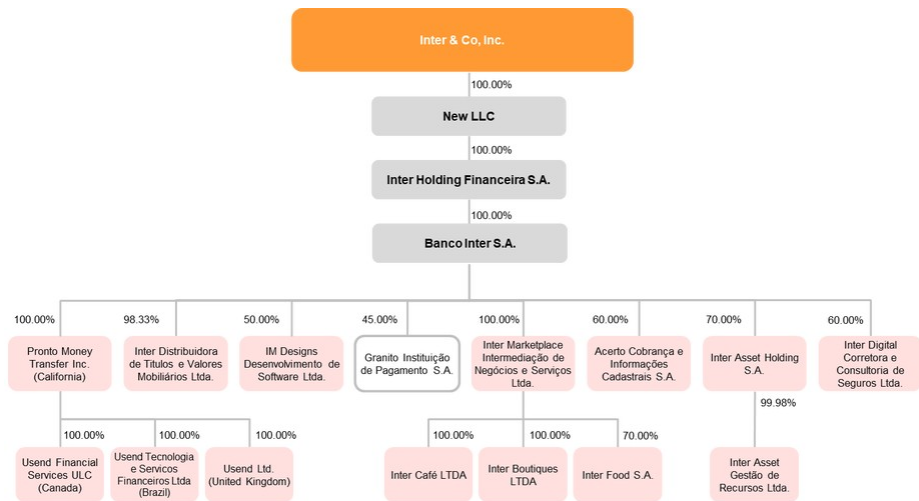 Inter & Co, Inc.
100.00%
New LLC
100.00%
Inter Holding Financeira S.A.
100.00%
Banco Inter S.A.
100.00%
98.33%
50.00%
45.00%
100.00%
60.00%
70.00%
60.00%
Pronto Money
Transfer Inc.
(California)
Inter Distribuidora
de Titulos e Valores
Mobiliários Ltda.
IM Designs
Desenvolvimento de
Software Ltda.
Granito Instituição
de Pagamento S.A.
Inter Marketplace
Intermediação de
Negócios e Serviços
Ltda.
Acerto Cobrança e
Informações
Cadastrais S.A.
Inter Asset Holding
S.A.
Inter Digital
Corretora e
Consultoria de
Seguros Ltda.
100.00%
100.00%
100.00%
100.00%
100.00%
70.00%
99.98%
Usend Financial
Services ULC
(Canada)
Usend Tecnologia
e Servicos
Financeiros Ltda
(Brazil)
Usend Ltd.
(United Kingdom)
Inter Café LTDA
Inter Boutiques
LTDA
Inter Food S.A.
Inter Asset
Gestão de
Recursos Ltda.